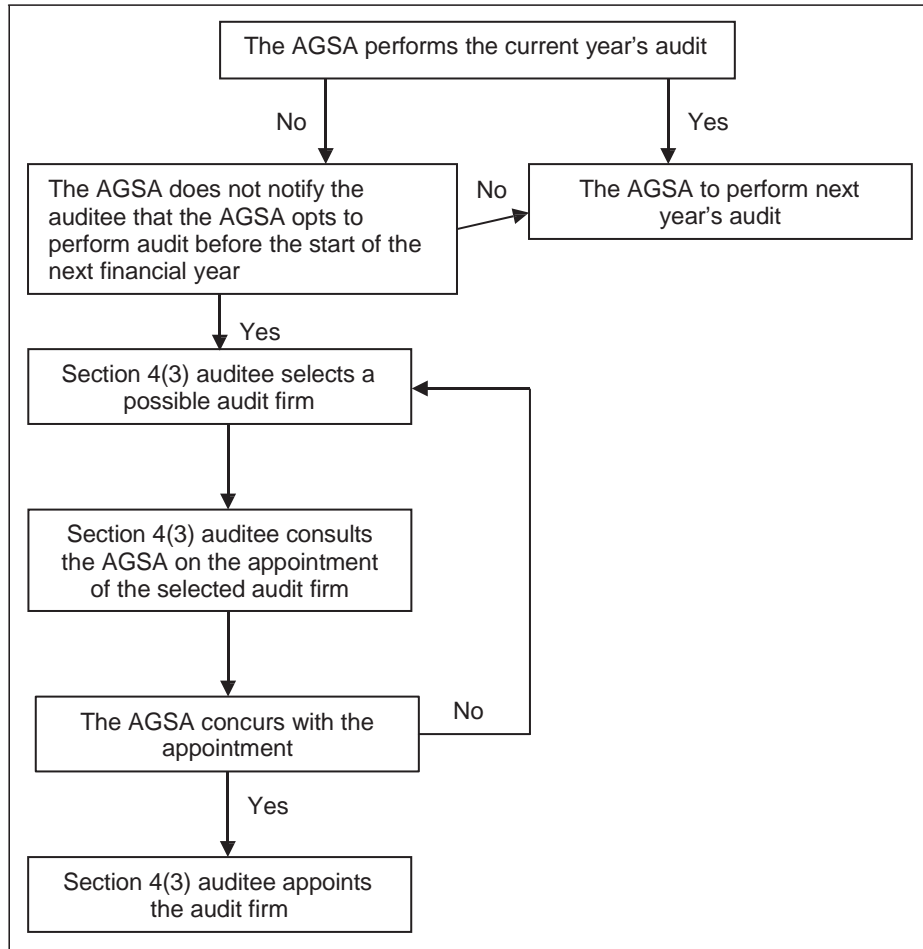 The AGSA performs the current year's audit
No
Yes
The AGSA does not notify the
auditee that the AGSA opts to
perform audit before the start of the
next financial year
No
The AGSA to perform next
year's audit
Yes
Section 4(3) auditee selects a
possible audit firm
Section 4(3) auditee consults
the AGSA on the appointment
of the selected audit firm
The AGSA concurs with the
appointment
No
Yes
Section 4(3) auditee appoints
the audit firm